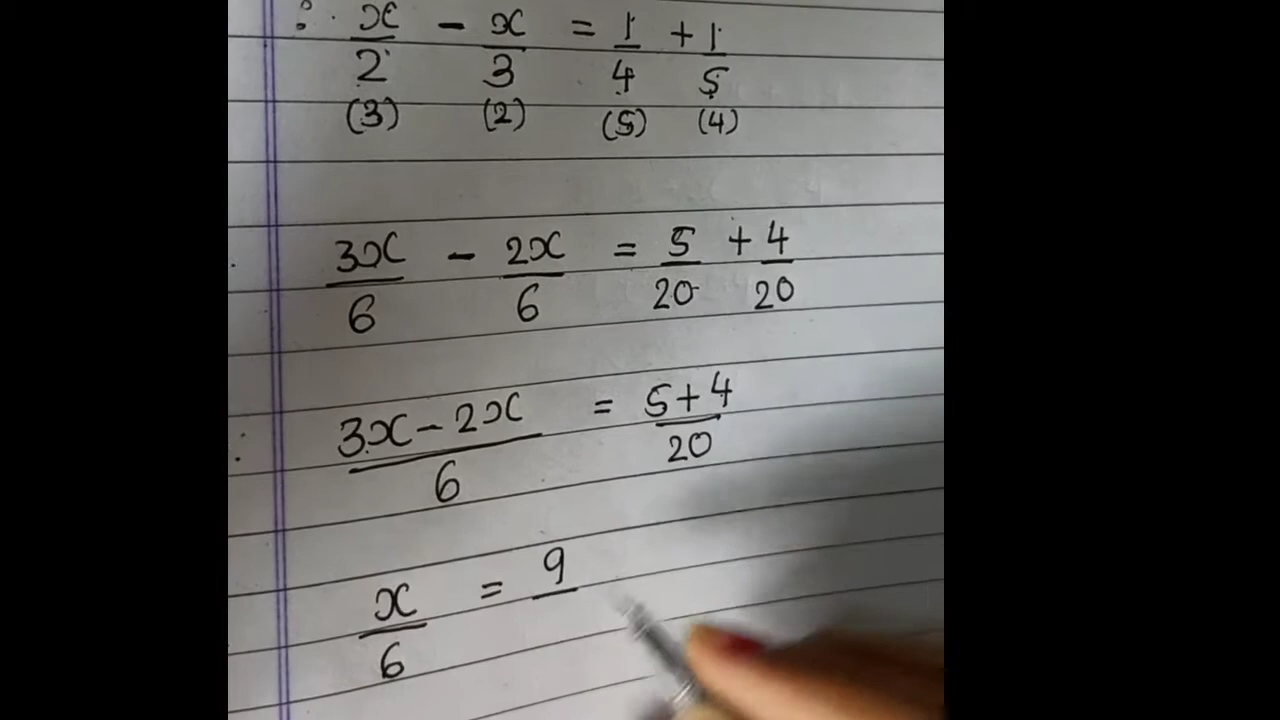 ∴ x/2 - x/3 = 1/4 + 1/5
(3) (2) (5) (4)
3x/6 - 2x/6 = 5/20 + 4/20
∴ 3x-2x/6 = 5+4/20
x/6 = 9